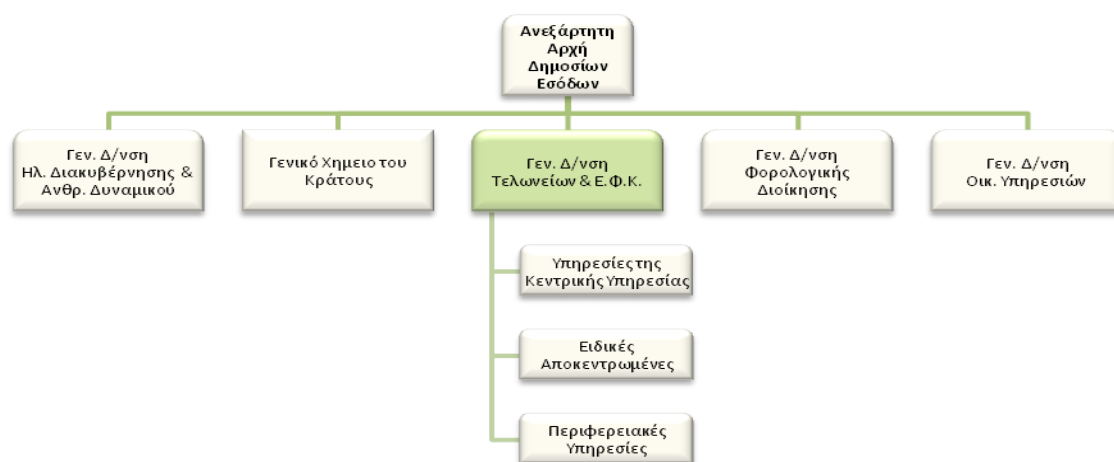 Ανεξάρτητη
Αρχή
Δημοσίων
Εσόδων
Γεν. Δ/νση
Ηλ. Διακυβέρνησης &
Ανθρ. Δυναμικού
Γενικό Χημειο του
Κράτους
Γεν. Δ/νση
Τελωνείων & Ε.Φ.Κ.
Γεν. Δ/νση
Φορολογικής
Διοίκησης
Γεν. Δ/νση
Οικ. Υπηρεσιών
Υπηρεσίες της
Κεντρικής Υπηρεσίας
Ειδικές
Αποκεντρωμένες
Περιφερειακές
Υπηρεσίες